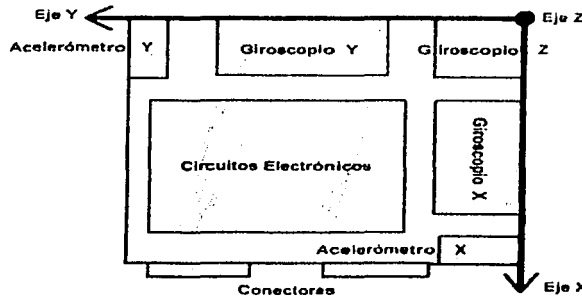 Eje Y
Eje Z
Acelerómetro Y
Giroscopio Y
Giroscopio Z
Circuitos Electrónicos
Giroscopio X
Acelerómetro X
Conectores
Eje X